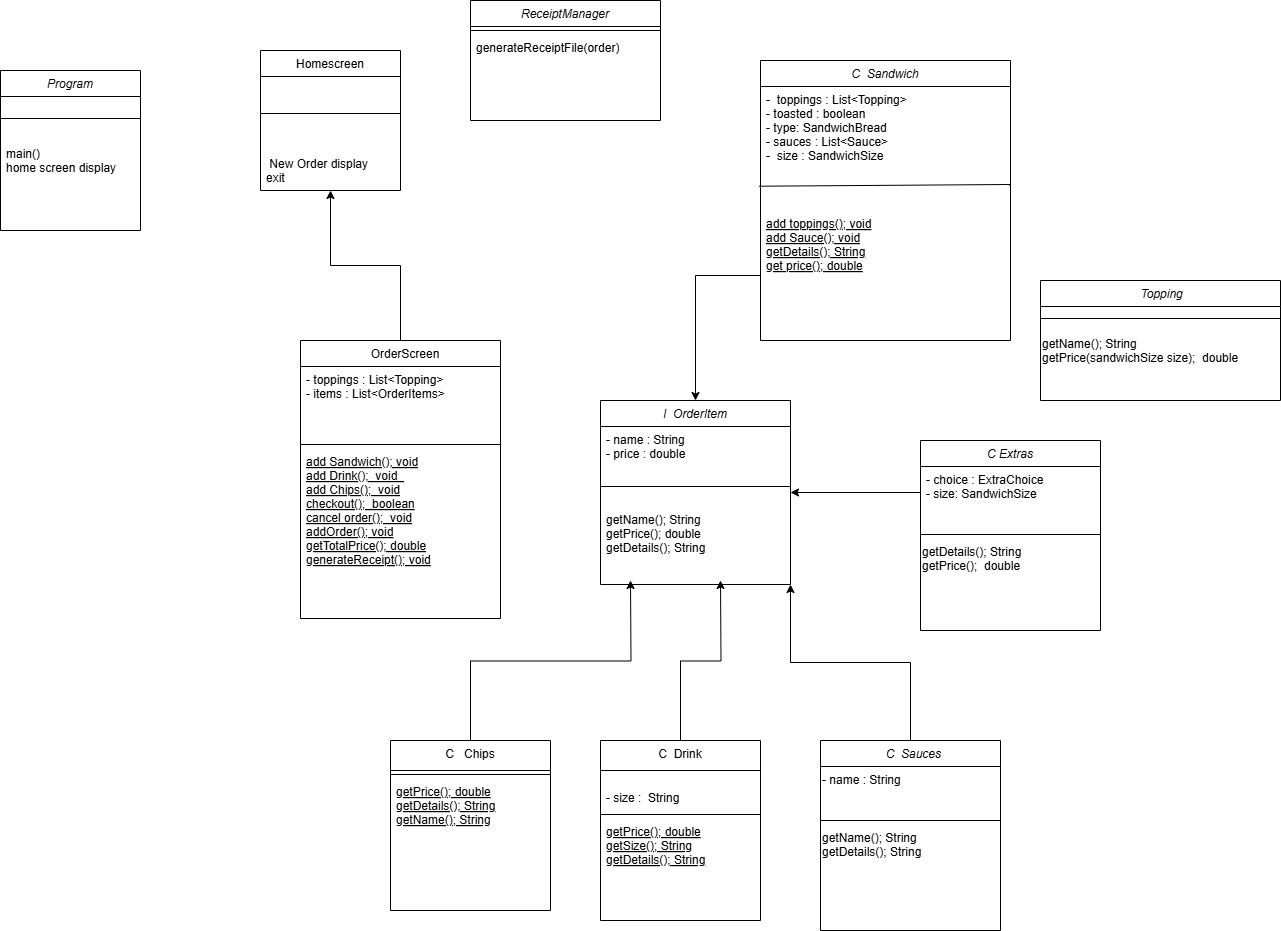 ReceiptManager
generateReceiptFile(order)
Program
main()
home screen display
Homescreen
New Order display
exit
C Sandwich
- toppings : List<Topping>
- toasted : boolean
- type: SandwichBread
- sauces : List<Sauce>
- size : SandwichSize
add toppings(); void
add Sauce(); void
getDetails(); String
get price(); double
Topping
getName(); String
getPrice(sandwichSize size); double
OrderScreen
- toppings : List<Topping>
- items : List<OrderItems>
add Sandwich(); void
add Drink(); void
add Chips(); void
checkout(); boolean
cancel order(); void
addOrder(); void
getTotalPrice(); double
generateReceipt(); void
I OrderItem
- name : String
- price : double
getName(); String
getPrice(); double
getDetails(); String
C Extras
- choice : ExtraChoice
- size: SandwichSize
getDetails(); String
getPrice(); double
C Chips
getPrice(); double
getDetails(); String
getName(); String
C Drink
- size : String
getPrice(); double
getSize(); String
getDetails(); String
C Sauces
- name : String
getName(); String
getDetails(); String